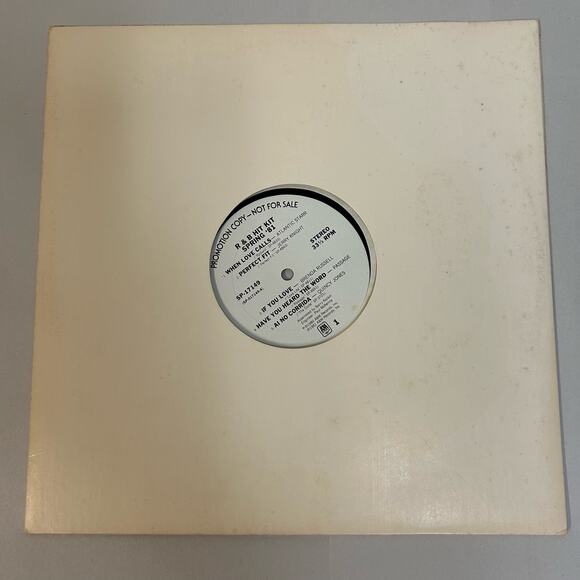 PROMOTION COPY — NOT FOR SALE
R & B HIT KIT
SPRING '81
WHEN LOVE CALLS — ATLANTIC STARR
PERFECT FIT — JERRY KNIGHT
STEREO
33⅓ RPM
SP-17149
IF YOU LOVE — BRENDA RUSSELL
HAVE YOU HEARD THE WORD — PASSAGE
AI NO CORRIDA — QUINCY JONES
A&M
1